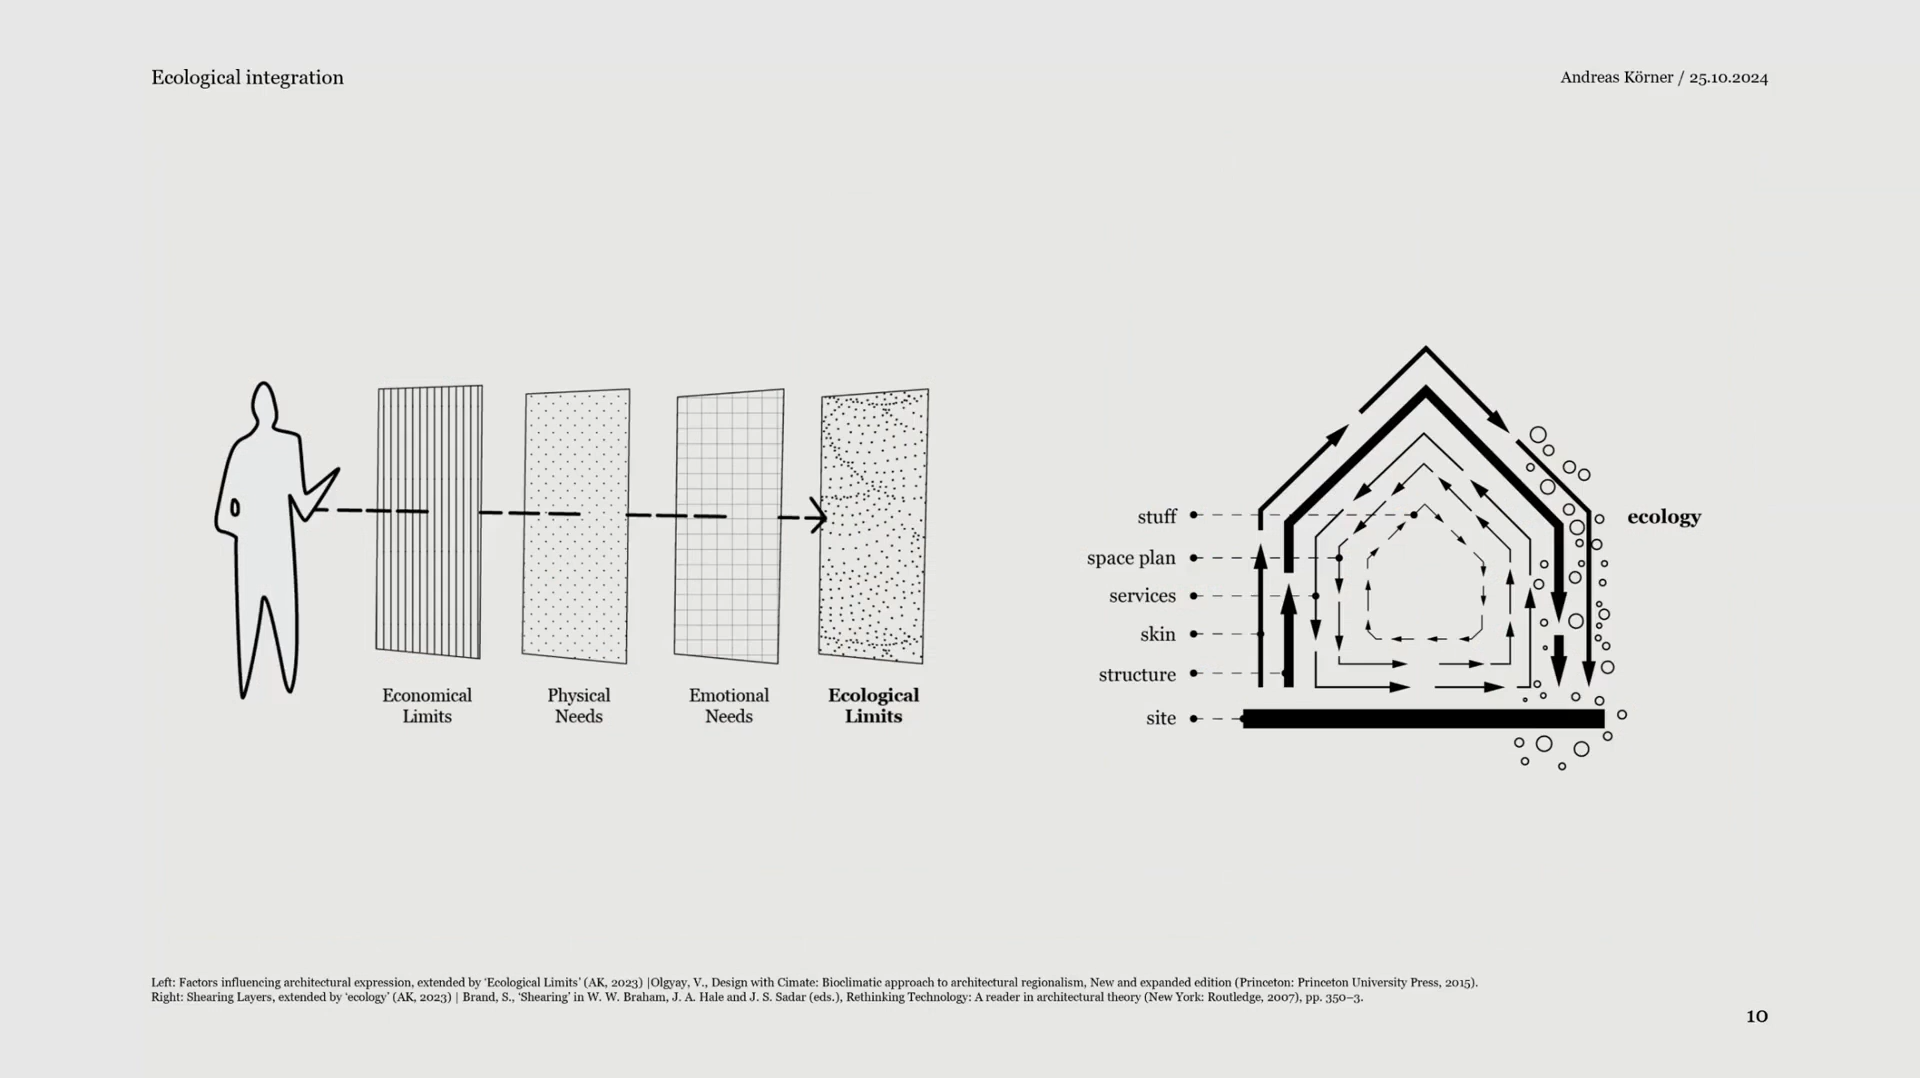 Ecological integration
Andreas Körner / 25.10.2024
Economical
Limits
Physical
Needs
Emotional
Needs
Ecological
Limits
stuff
space plan
services
skin
structure
site
ecology
Left: Factors influencing architectural expression, extended by ‘Ecological Limits’ (AK, 2023) |Olgyay, V., Design with Cimate: Bioclimatic approach to architectural regionalism, New and expanded edition (Princeton: Princeton University Press, 2015).
Right: Shearing Layers, extended by ‘ecology’ (AK, 2023) | Brand, S., ‘Shearing’ in W. W. Braham, J. A. Hale and J. S. Sadar (eds.), Rethinking Technology: A reader in architectural theory (New York: Routledge, 2007), pp. 350–3.
10